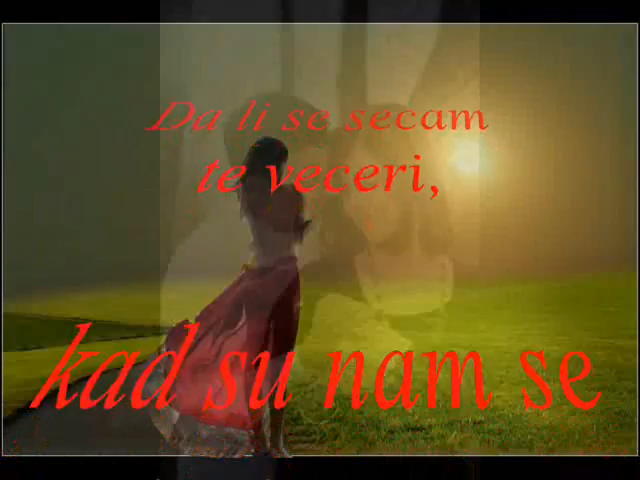 Da li se secam
te veceri,
kad su nam se